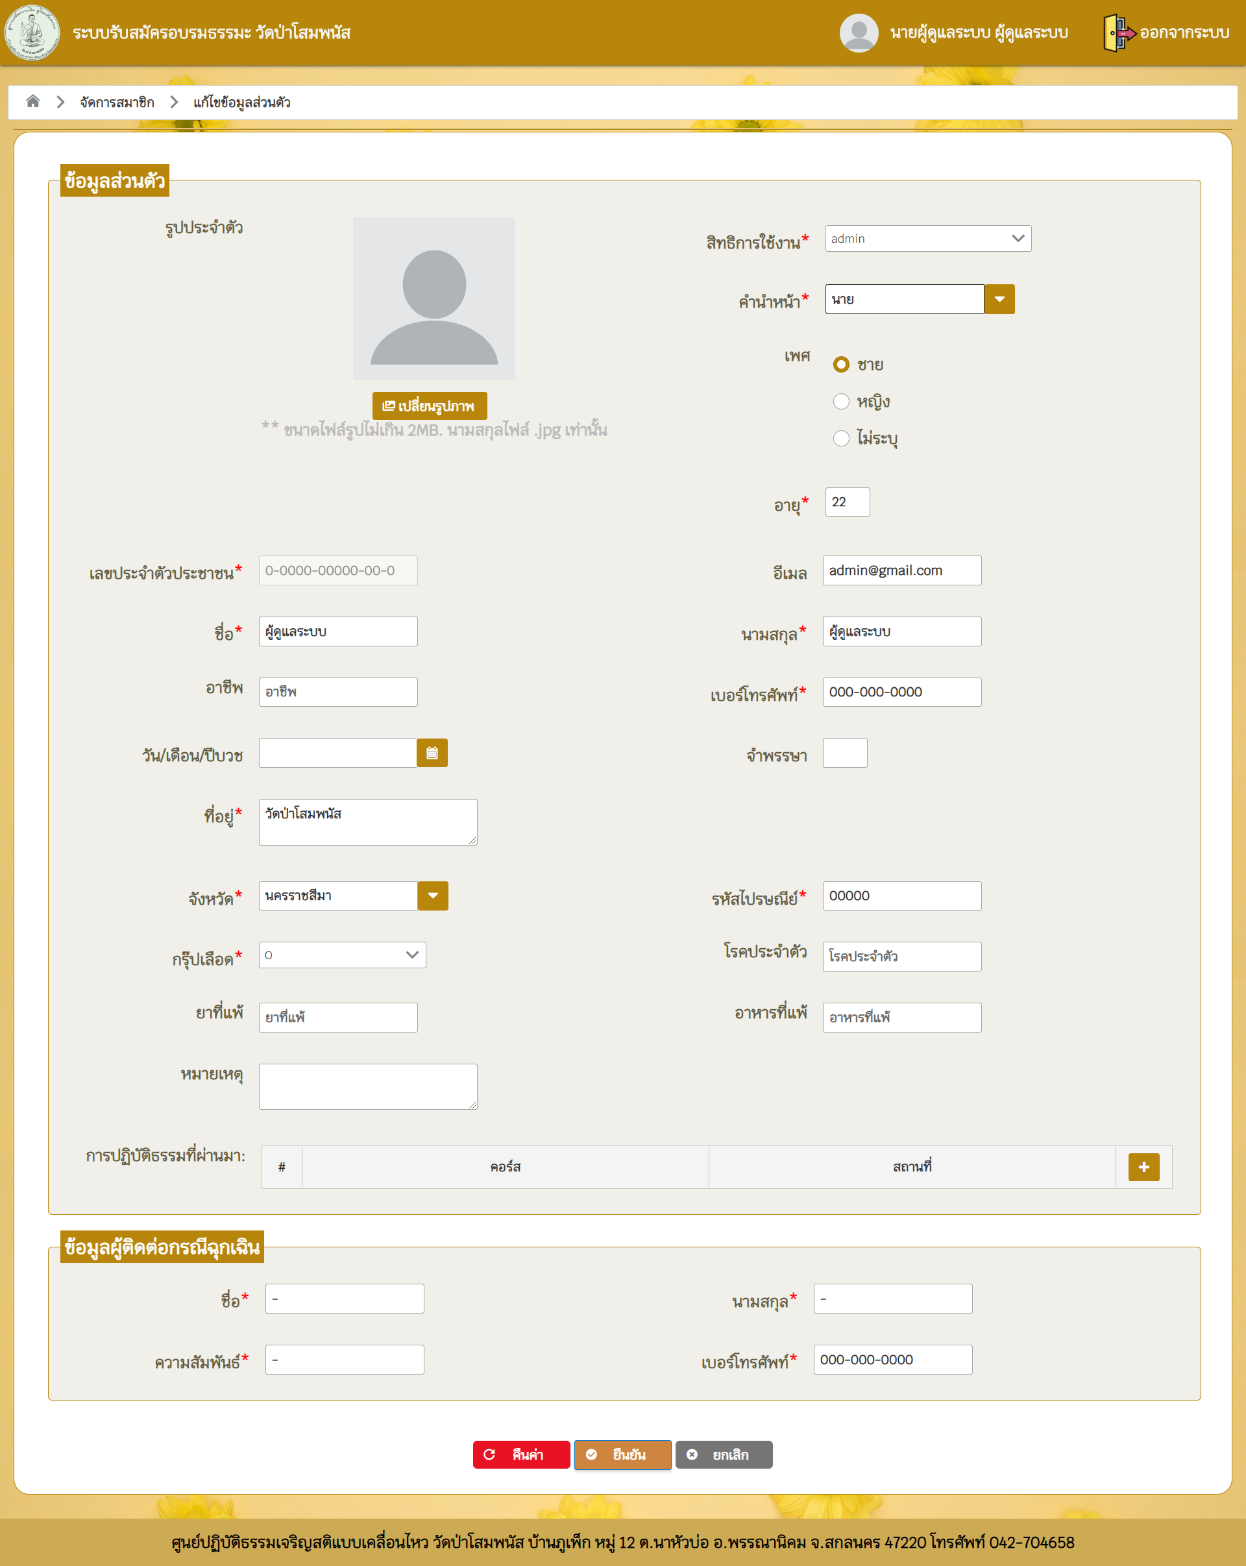 ระบบรับสมัครอบรมธรรมะ วัดป่าโสมพนัส
นายผู้ดูแลระบบ ผู้ดูแลระบบ
ออกจากระบบ
จัดการสมาชิก
แก้ไขข้อมูลส่วนตัว
ข้อมูลส่วนตัว
รูปประจำตัว
เปลี่ยนรูปภาพ
** ขนาดไฟล์รูปไม่เกิน 2MB. นามสกุลไฟล์ .jpg เท่านั้น
สิทธิการใช้งาน* admin
คำนำหน้า* นาย
เพศ
ชาย
หญิง
ไม่ระบุ
อายุ* 22
เลขประจำตัวประชาชน* 0-0000-00000-00-0
อีเมล admin@gmail.com
ชื่อ* ผู้ดูแลระบบ
นามสกุล* ผู้ดูแลระบบ
อาชีพ อาชีพ
เบอร์โทรศัพท์* 000-000-0000
วัน/เดือน/ปีบวช
จำพรรษา
ที่อยู่* วัดป่าโสมพนัส
จังหวัด* นครราชสีมา
รหัสไปรษณีย์* 00000
กรุ๊ปเลือด* O
โรคประจำตัว โรคประจำตัว
ยาที่แพ้ ยาที่แพ้
อาหารที่แพ้ อาหารที่แพ้
หมายเหตุ
การปฏิบัติธรรมที่ผ่านมา:
# คอร์ส สถานที่
ข้อมูลผู้ติดต่อกรณีฉุกเฉิน
ชื่อ* -
นามสกุล* -
ความสัมพันธ์* -
เบอร์โทรศัพท์* 000-000-0000
คืนค่า
ยืนยัน
ยกเลิก
ศูนย์ปฏิบัติธรรมเจริญสติแบบเคลื่อนไหว วัดป่าโสมพนัส บ้านภูเพ็ก หมู่ 12 ต.นาหัวบ่อ อ.พรรณานิคม จ.สกลนคร 47220 โทรศัพท์ 042-704658